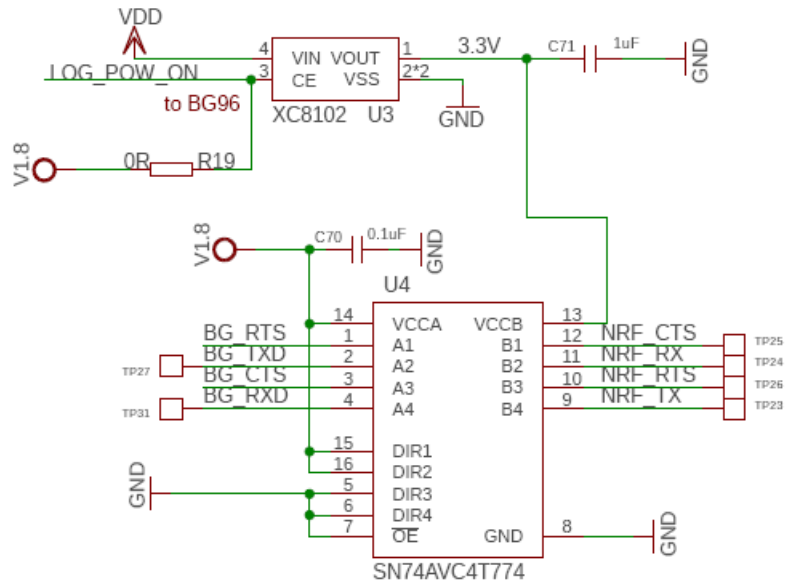 VDD
4 VIN VOUT 1 3.3V C71 1uF GND
LOG_POW_ON 3 CE VSS 2*2
to BG96 XC8102 U3 GND
V1.8 0R R19
V1.8 C70 0.1uF GND
U4
14 VCCA VCCB 13
BG_RTS 1 A1 B1 12 NRF_CTS TP25
TP27 BG_TXD 2 A2 B2 11 NRF_RX TP24
BG_CTS 3 A3 B3 10 NRF_RTS TP26
TP31 BG_RXD 4 A4 B4 9 NRF_TX TP23
15 DIR1
16 DIR2
GND 5 DIR3
6 DIR4
7 OE GND 8 GND
SN74AVC4T774